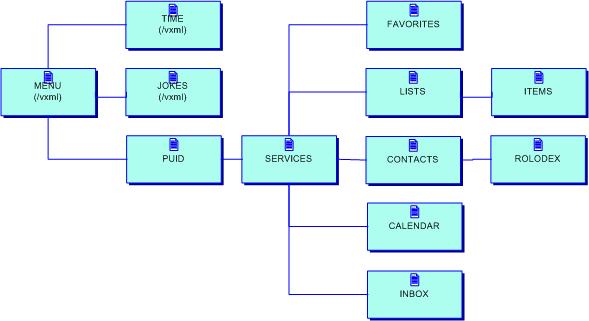 TIME
(/vxml)
FAVORITES
MENU
(/vxml)
JOKES
(/vxml)
LISTS
ITEMS
PUID
SERVICES
CONTACTS
ROLODEX
CALENDAR
INBOX